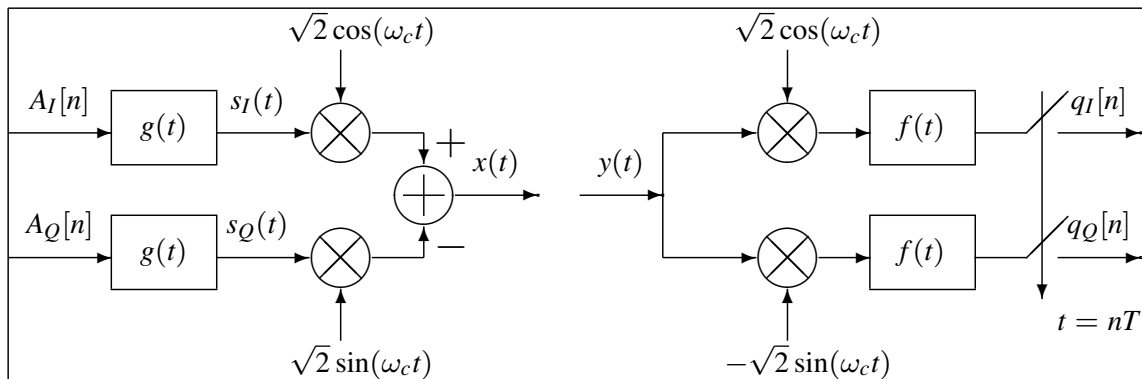 √2 cos(ω_c t)
√2 cos(ω_c t)
A_I[n]
g(t)
s_I(t)
f(t)
q_I[n]
+
x(t)
y(t)
A_Q[n]
g(t)
s_Q(t)
−
f(t)
q_Q[n]
t = nT
√2 sin(ω_c t)
−√2 sin(ω_c t)